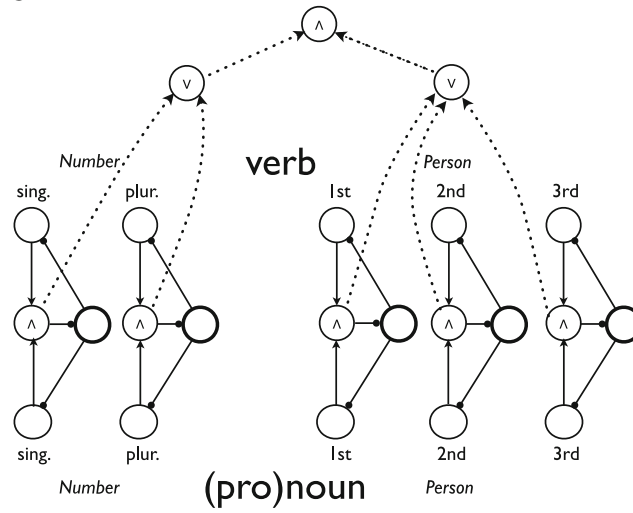 ∧
∨ ∨
Number verb Person
sing. plur. 1st 2nd 3rd
∧ ∧ ∧ ∧ ∧
sing. plur. 1st 2nd 3rd
Number (pro)noun Person